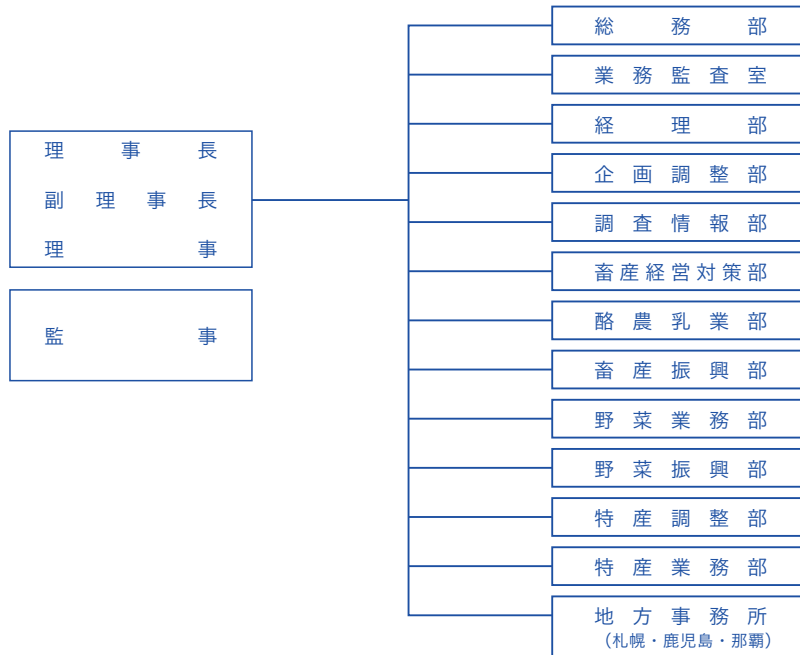 理事長
副理事長
理事
監事
総務部
業務監査室
経理部
企画調整部
調査情報部
畜産経営対策部
酪農乳業部
畜産振興部
野菜業務部
野菜振興部
特産調整部
特産業務部
地方事務所
（札幌・鹿児島・那覇）